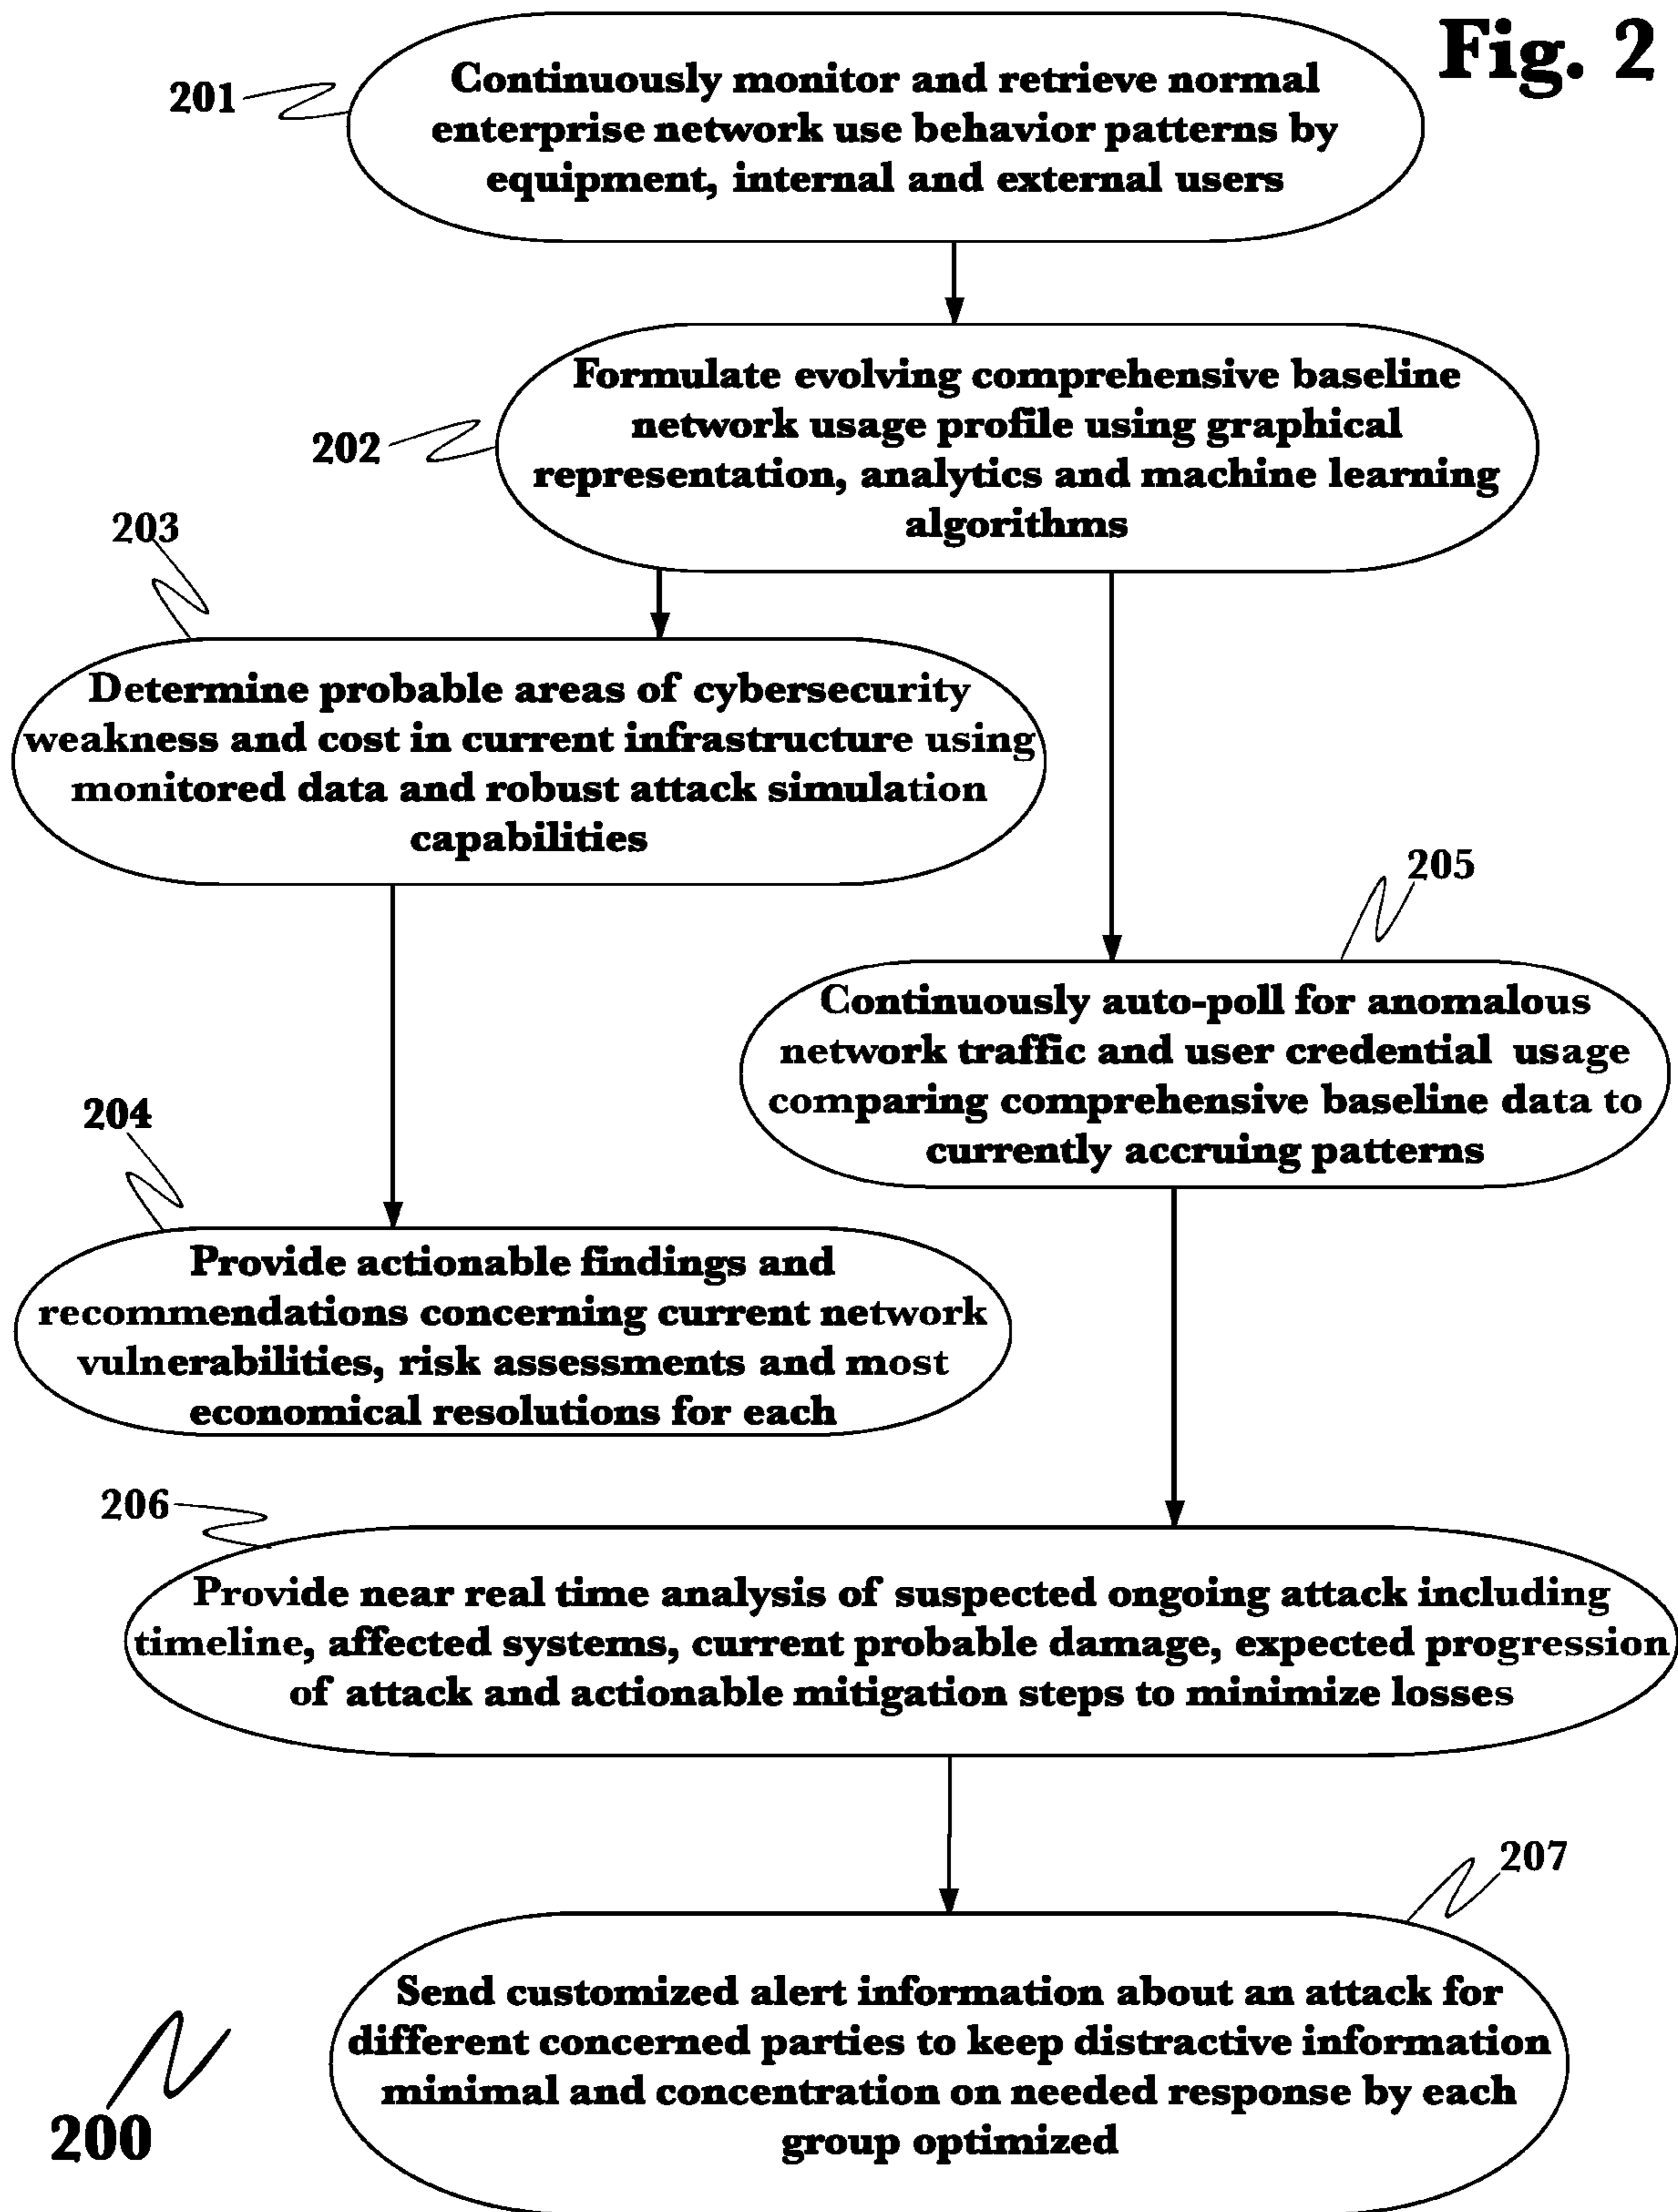 Fig. 2
201
Continuously monitor and retrieve normal
enterprise network use behavior patterns by
equipment, internal and external users
202
Formulate evolving comprehensive baseline
network usage profile using graphical
representation, analytics and machine learning
algorithms
203
Determine probable areas of cybersecurity
weakness and cost in current infrastructure using
monitored data and robust attack simulation
capabilities
205
Continuously auto-poll for anomalous
network traffic and user credential usage
comparing comprehensive baseline data to
currently accruing patterns
204
Provide actionable findings and
recommendations concerning current network
vulnerabilities, risk assessments and most
economical resolutions for each
206
Provide near real time analysis of suspected ongoing attack including
timeline, affected systems, current probable damage, expected progression
of attack and actionable mitigation steps to minimize losses
207
Send customized alert information about an attack for
different concerned parties to keep distractive information
minimal and concentration on needed response by each
group optimized
200